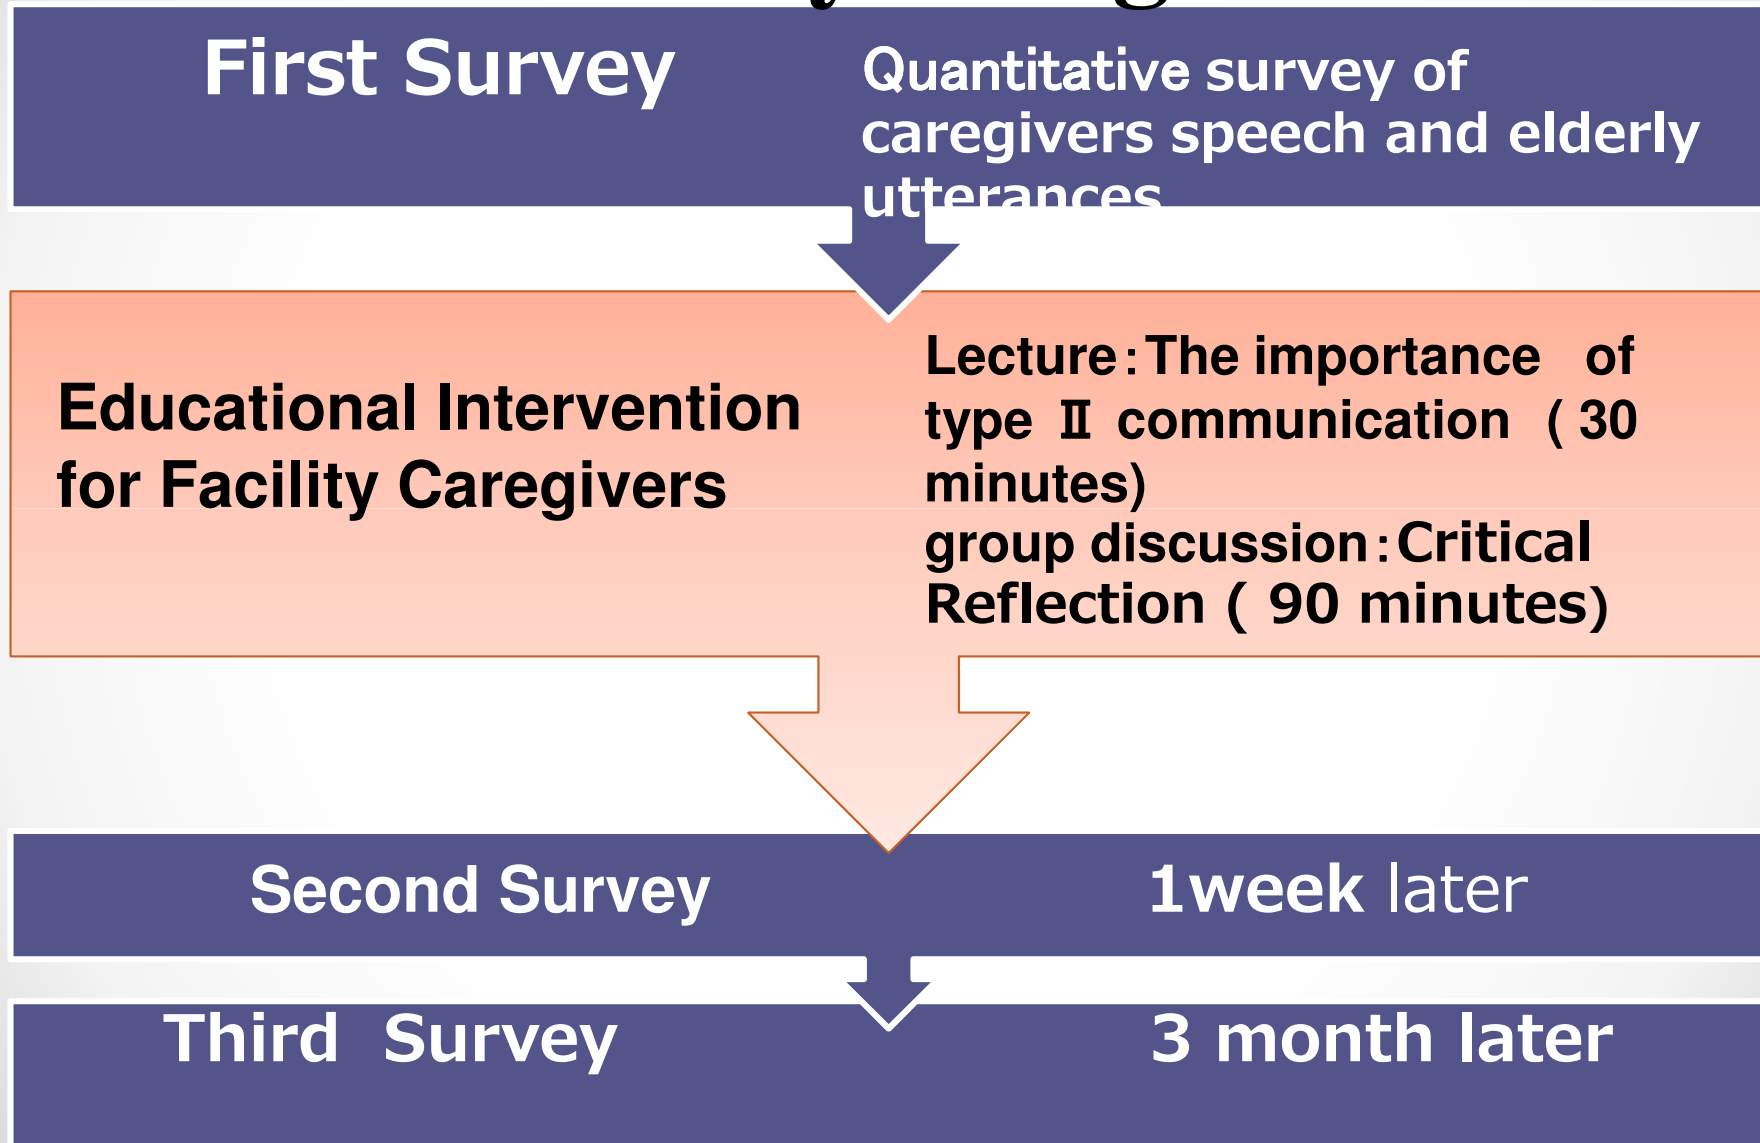 First Survey
Quantitative survey of
caregivers speech and elderly
utterances
Educational Intervention
for Facility Caregivers
Lecture：The importance of
type Ⅱ communication ( 30
minutes)
group discussion：Critical
Reflection ( 90 minutes)
Second Survey
1week later
Third Survey
3 month later